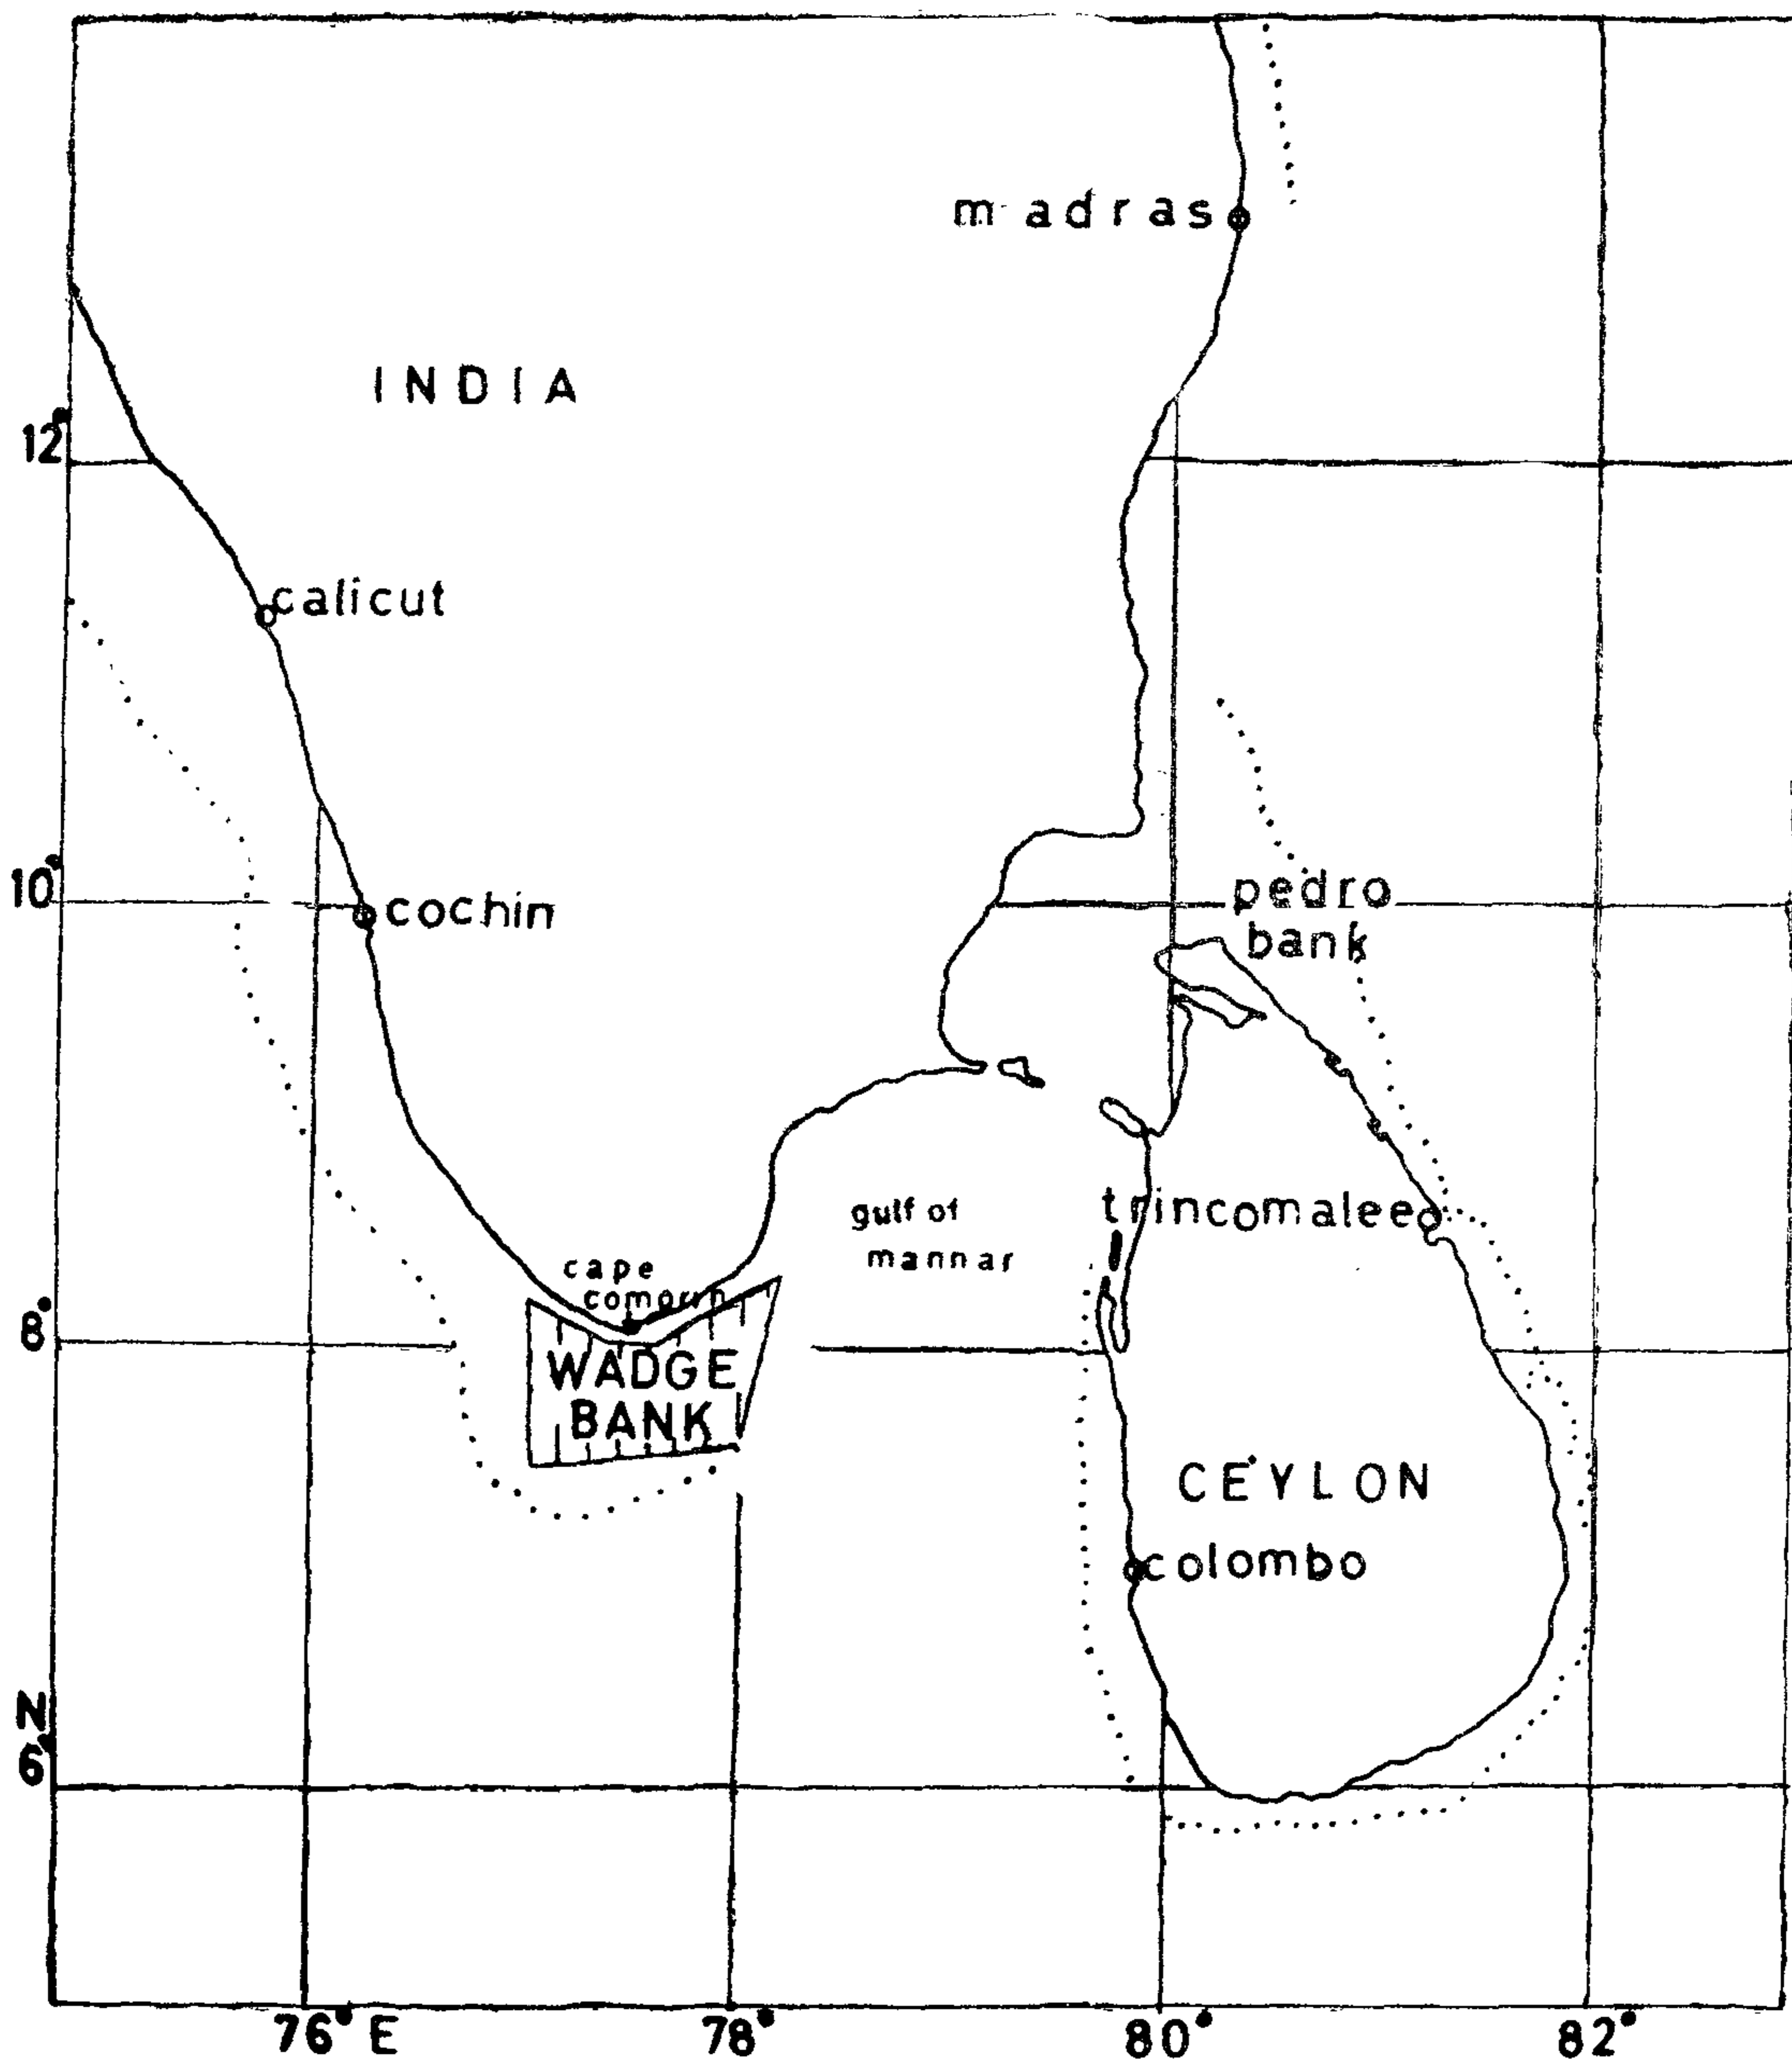 madras
INDIA
12°
calicut
10°
cochin
pedro
bank
gulf of
mannar
trincomalee
cape
comorin
8°
WADGE
BANK
CEYLON
colombo
N
6°
76° E
78°
80°
82°